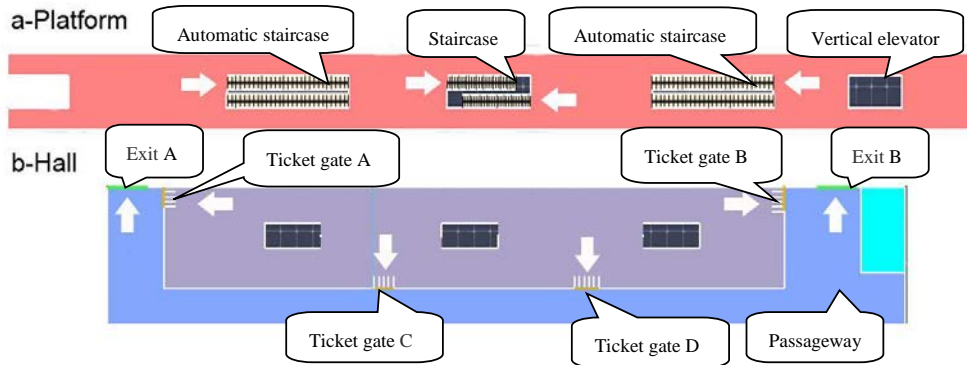 a-Platform
Automatic staircase
Staircase
Automatic staircase
Vertical elevator
b-Hall
Exit A
Ticket gate A
Ticket gate B
Exit B
Ticket gate C
Ticket gate D
Passageway